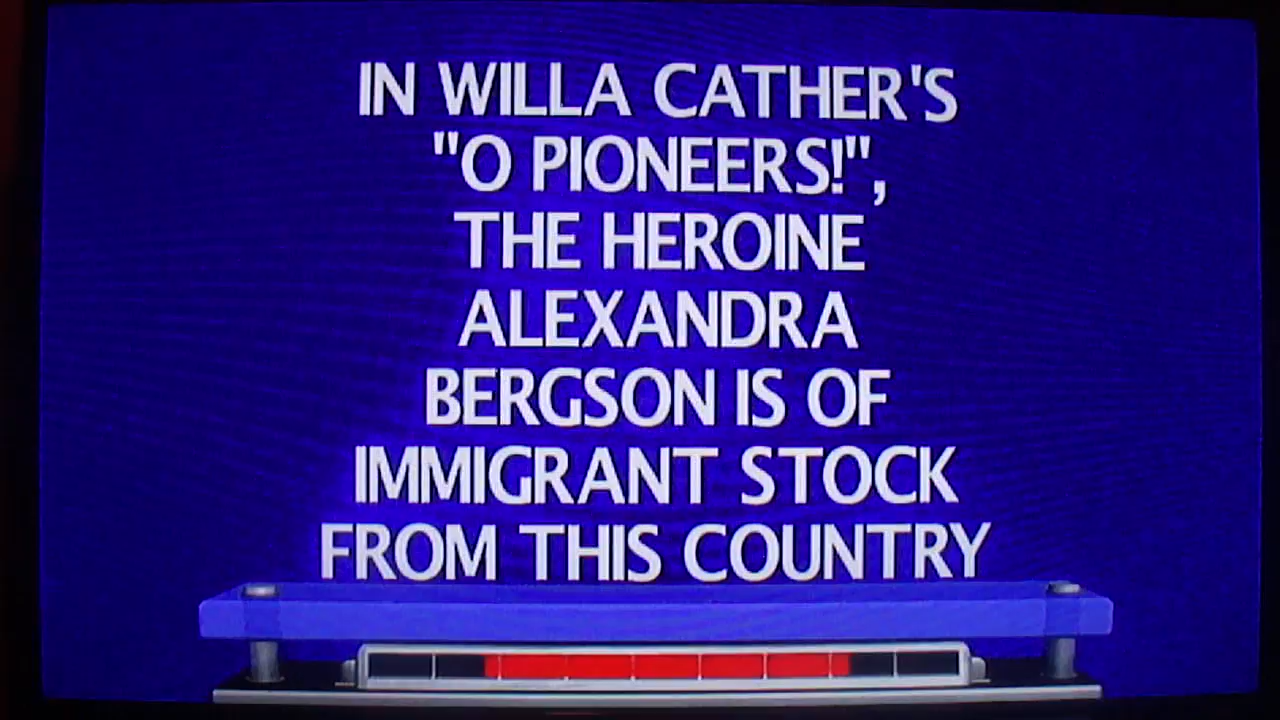 IN WILLA CATHER'S
"O PIONEERS!",
THE HEROINE
ALEXANDRA
BERGSON IS OF
IMMIGRANT STOCK
FROM THIS COUNTRY